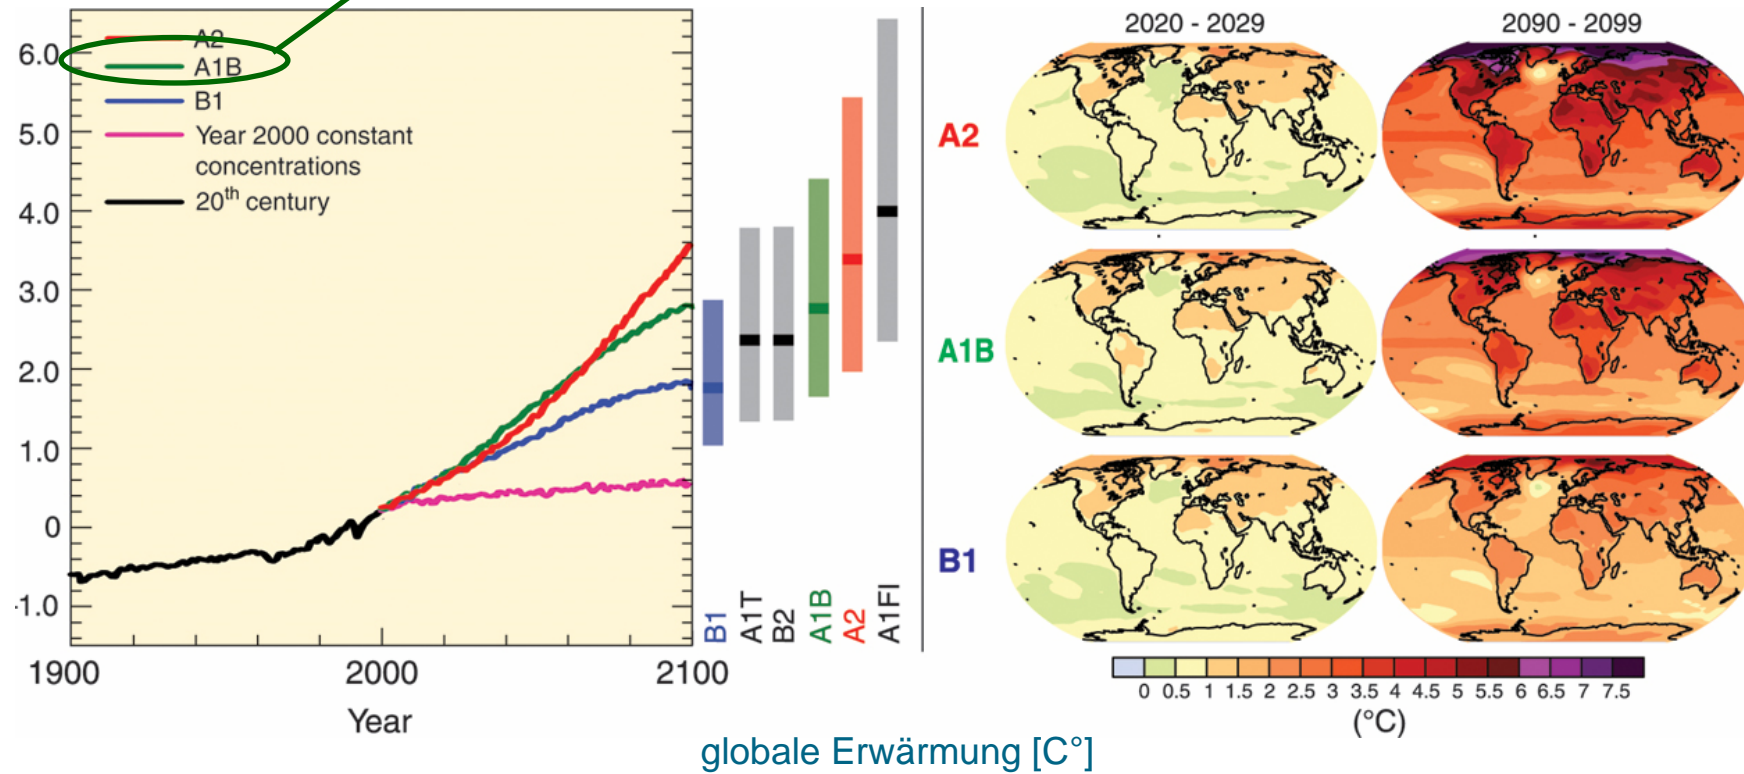 6.0
5.0
4.0
3.0
2.0
1.0
0
-1.0
A2
A1B
B1
Year 2000 constant
concentrations
20th century
1900
2000
2100
Year
B1
A1T
B2
A1B
A2
A1FI
2020 - 2029
2090 - 2099
A2
A1B
B1
0 0.5 1 1.5 2 2.5 3 3.5 4 4.5 5 5.5 6 6.5 7 7.5
(°C)
globale Erwärmung [C°]